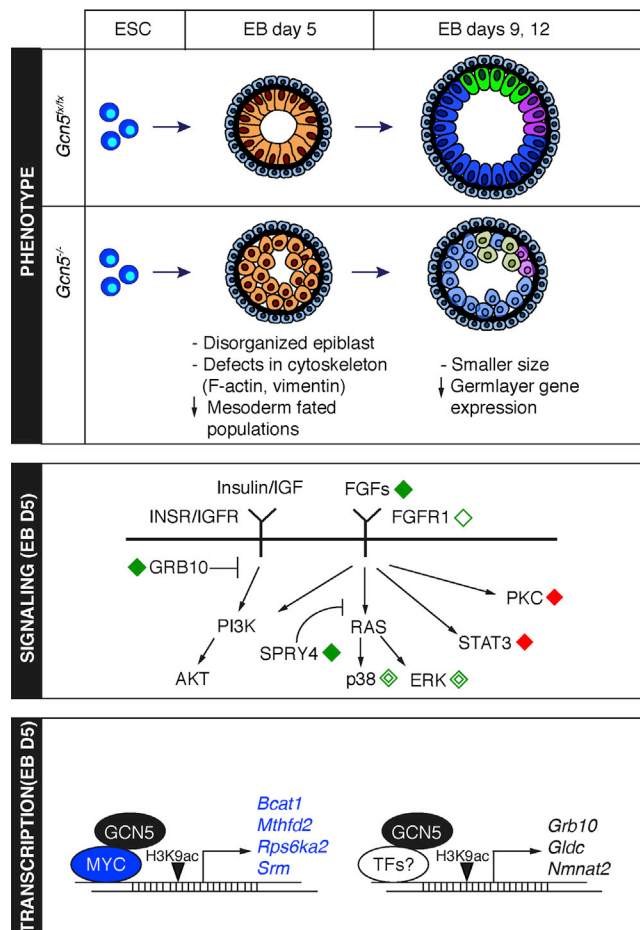 ESC EB day 5 EB days 9, 12
PHENOTYPE
Gcn5fx/fx
Gcn5-/-
- Disorganized epiblast
- Defects in cytoskeleton
(F-actin, vimentin)
Mesoderm fated
populations
- Smaller size
Germlayer gene
expression
SIGNALING (EB D5)
Insulin/IGF FGFs
INSR/IGFR FGFR1
GRB10
PKC
PI3K RAS
STAT3
SPRY4
AKT p38 ERK
TRANSCRIPTION(EB D5)
GCN5
MYC
H3K9ac
Bcat1
Mthfd2
Rps6ka2
Srm
GCN5
TFs?
H3K9ac
Grb10
Gldc
Nmnat2